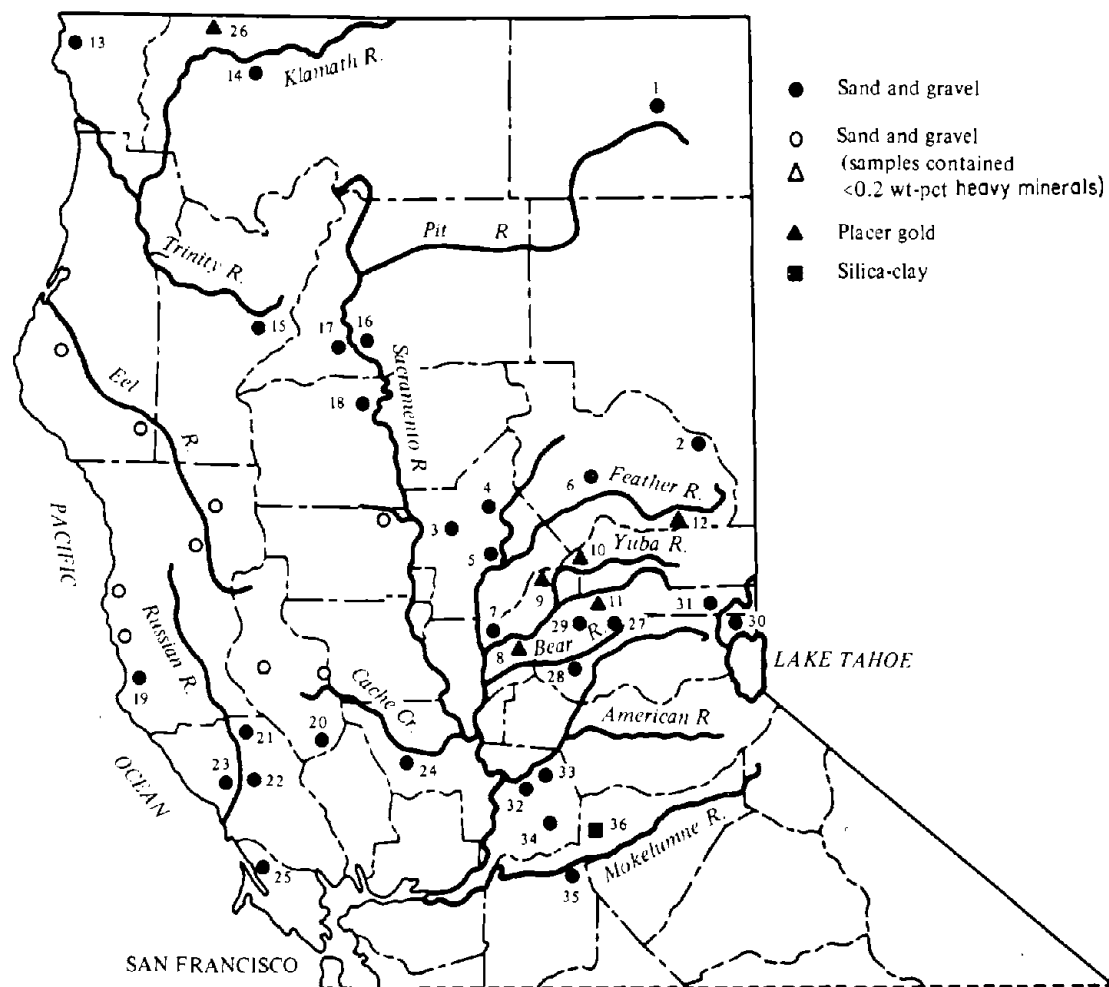 13
26
14
Klamath R.
1
Sand and gravel
Sand and gravel
(samples contained
<0.2 wt-pct heavy minerals)
Placer gold
Silica-clay
Pit R
Trinity R.
15
17
16
Sacramento R
18
Eel R.
2
6
Feather R.
4
3
5
12
10
Yuba R.
9
11
7
8
Bear R.
29
27
28
31
30
LAKE TAHOE
PACIFIC OCEAN
Russian R.
19
Cache Cr.
American R
21
20
23
22
24
33
32
34
36
Mokelumne R.
35
25
SAN FRANCISCO